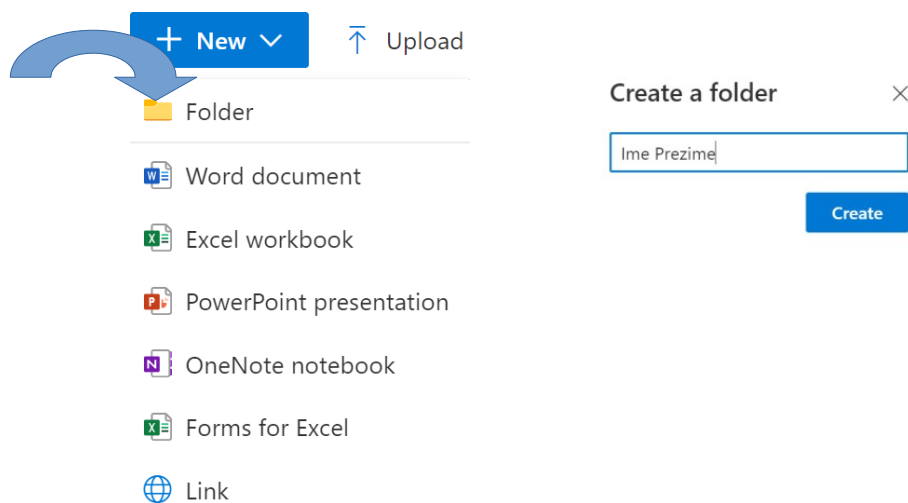 + New
Upload
Folder
Word document
Excel workbook
PowerPoint presentation
OneNote notebook
Forms for Excel
Link
Create a folder
Ime Prezime
Create